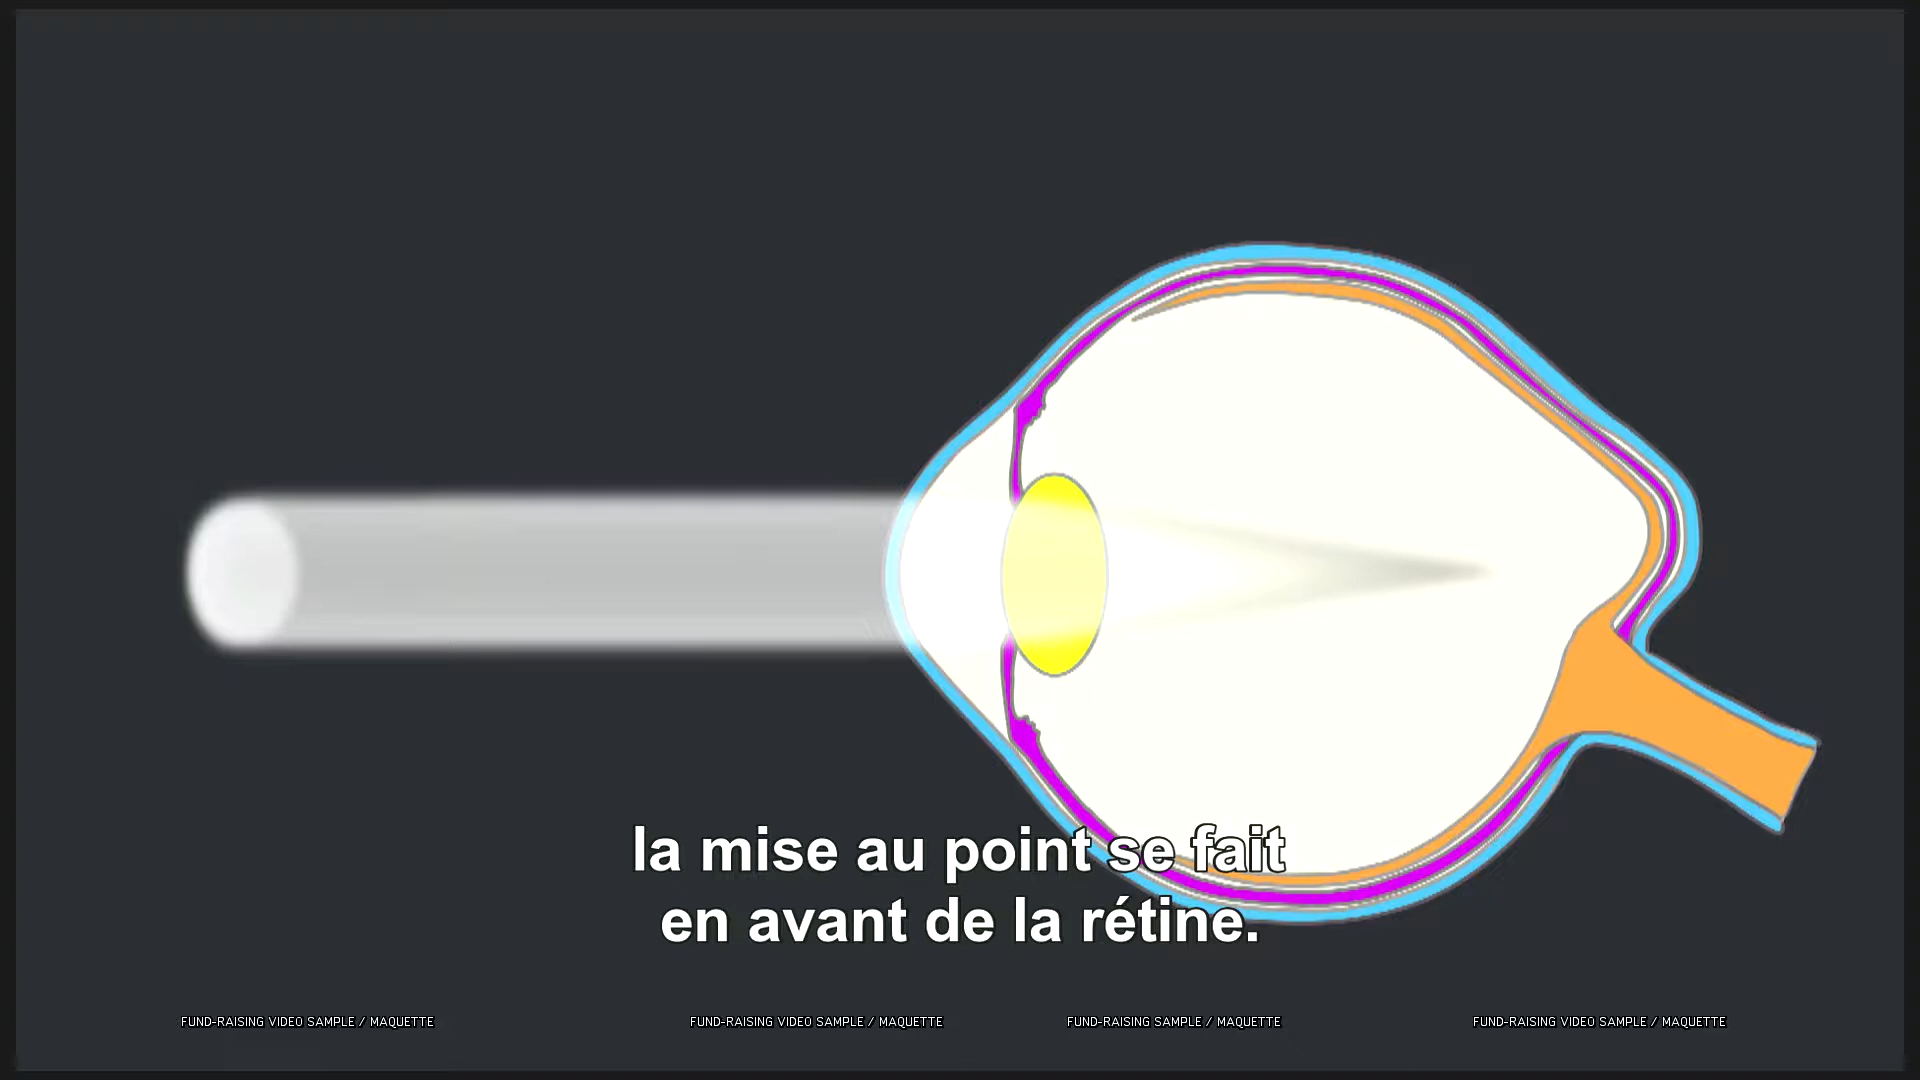 la mise au point se fait
en avant de la rétine.
FUND-RAISING VIDEO SAMPLE / MAQUETTE FUND-RAISING VIDEO SAMPLE / MAQUETTE FUND-RAISING SAMPLE / MAQUETTE FUND-RAISING VIDEO SAMPLE / MAQUETTE